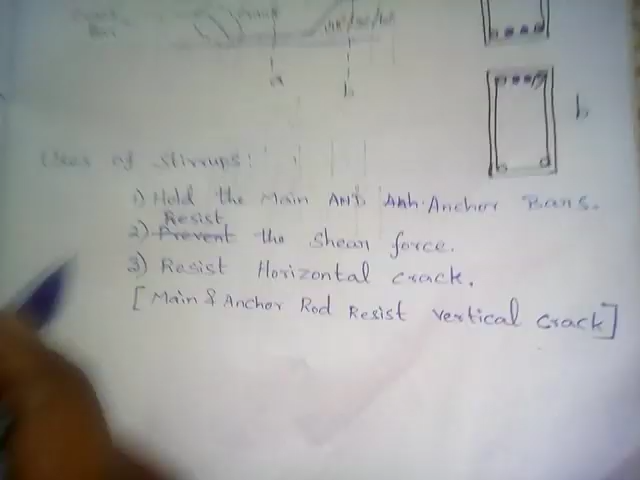 a
b
b
Uses of stirrups:
1) Hold the Main AND Anchor Bars.
Resist
2) Prevent the shear force.
3) Resist Horizontal crack.
[Main & Anchor Rod Resist vertical crack]